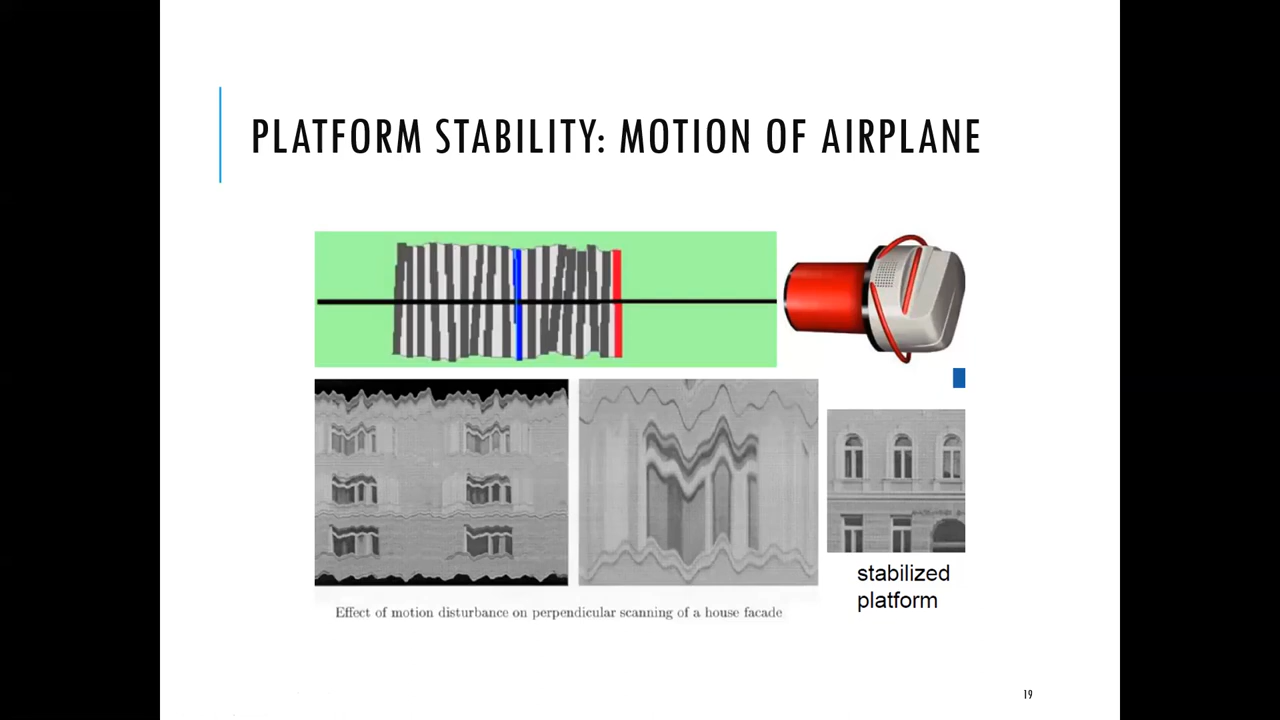 PLATFORM STABILITY: MOTION OF AIRPLANE
stabilized
platform
Effect of motion disturbance on perpendicular scanning of a house facade
19